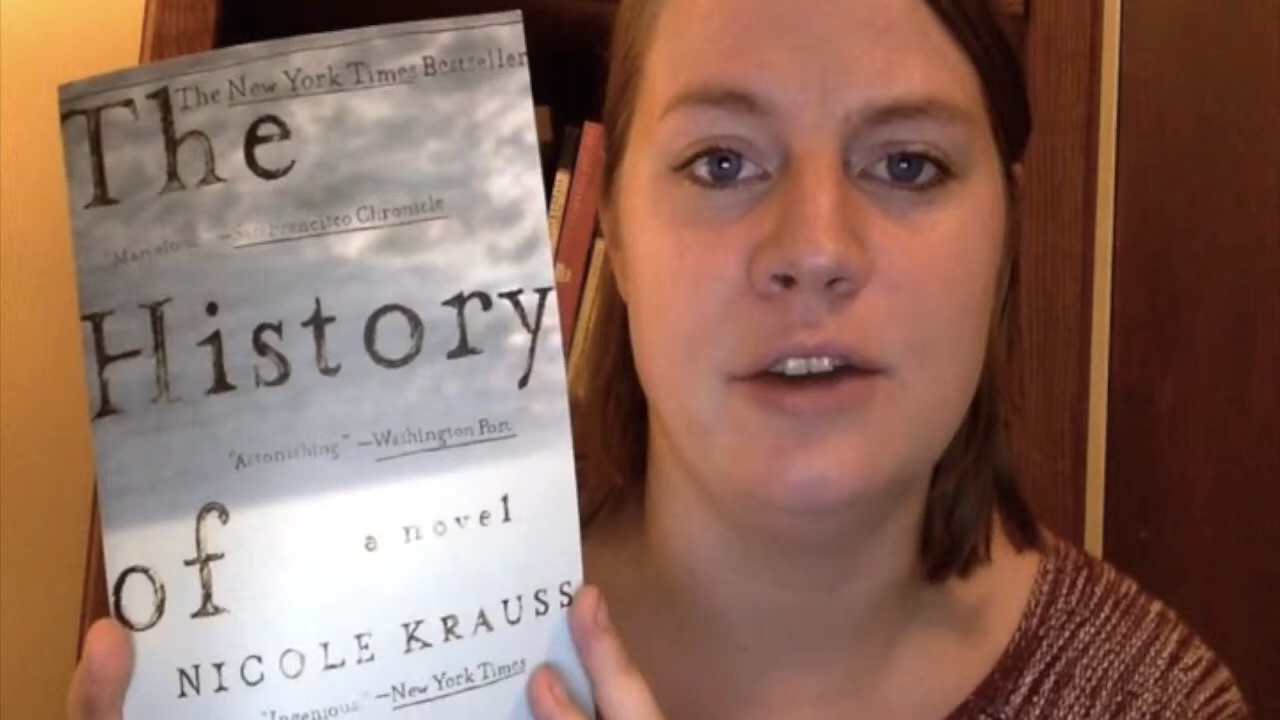 The New York Times Bestseller
The
"Marvelous." —San Francisco Chronicle
History
"Astonishing" —Washington Post
of
a novel
NICOLE KRAUSS
"Ingenious" —New York Times